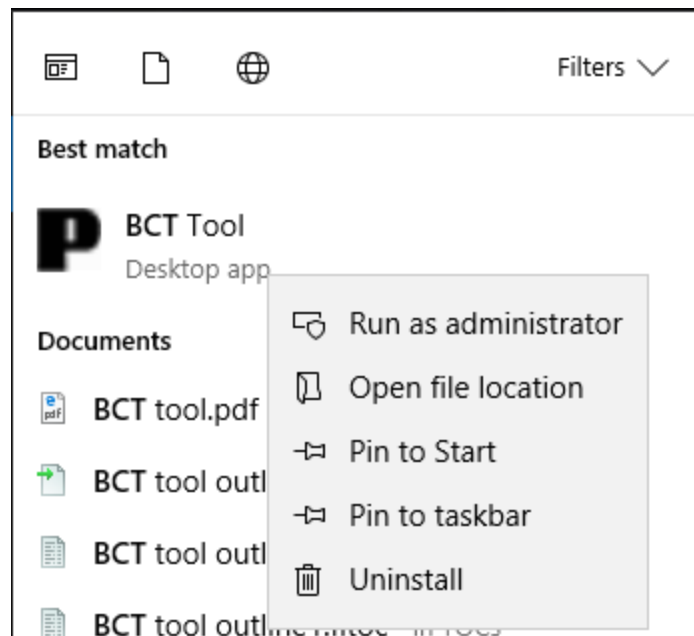 Filters
Best match
BCT Tool
Desktop app
Run as administrator
Documents
Open file location
BCT tool.pdf
Pin to Start
BCT tool outl
Pin to taskbar
BCT tool outl
Uninstall
BCT tool